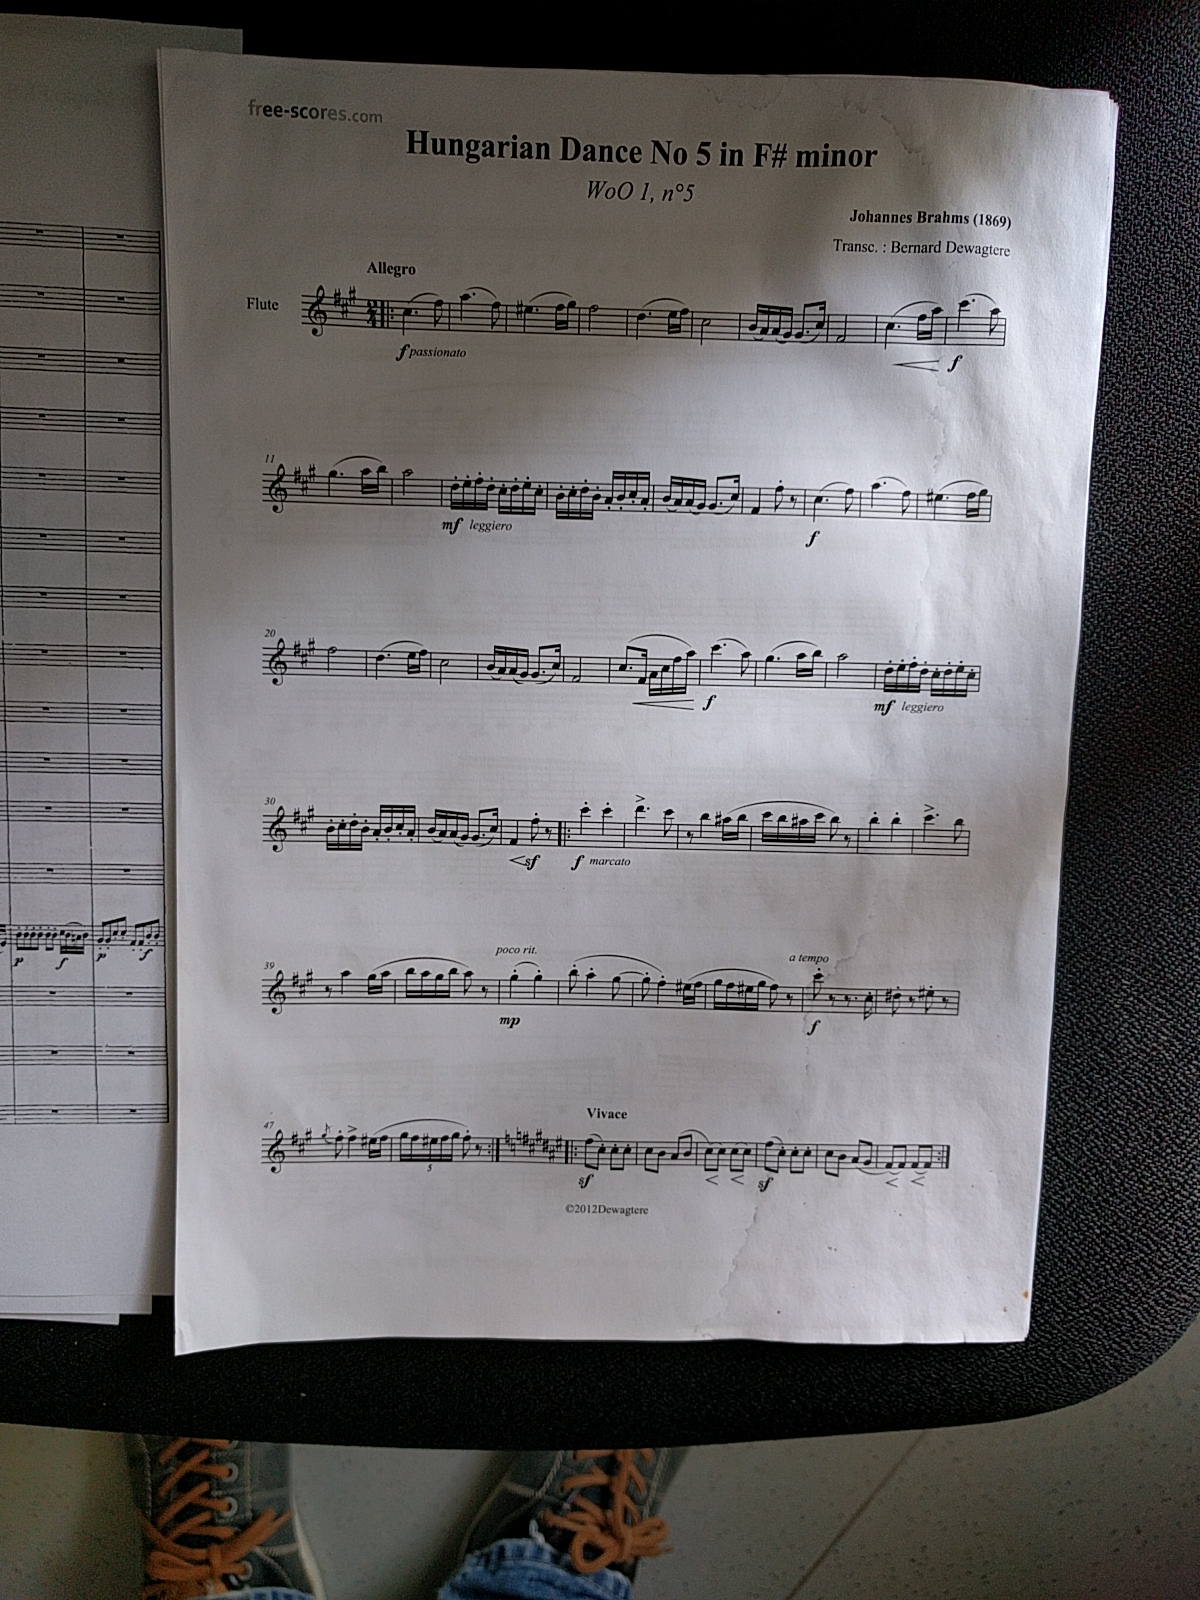 free-scores.com
Hungarian Dance No 5 in F# minor
WoO 1, n°5
Johannes Brahms (1869)
Transc. : Bernard Dewagtere
Allegro
Flute
2/4
f passionato
f
11
mf leggiero
f
20
f
mf leggiero
30
sf
f marcato
39
poco rit.
a tempo
mp
f
p f p f
47
Vivace
5
sf
sf
©2012Dewagtere